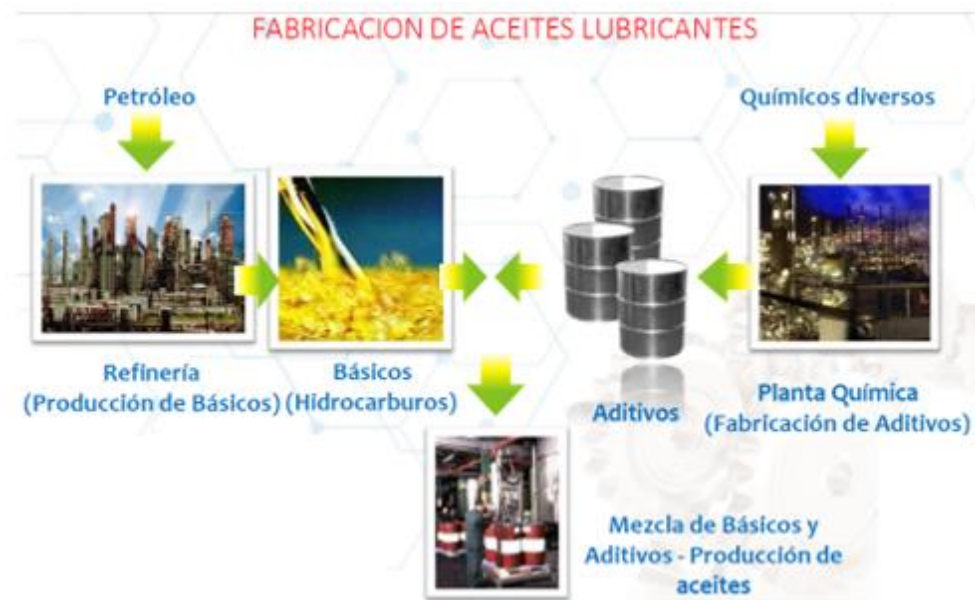 FABRICACION DE ACEITES LUBRICANTES
Petróleo
Químicos diversos
Refinería
(Producción de Básicos)
Básicos
(Hidrocarburos)
Aditivos
Planta Química
(Fabricación de Aditivos)
Mezcla de Básicos y
Aditivos - Producción de
aceites